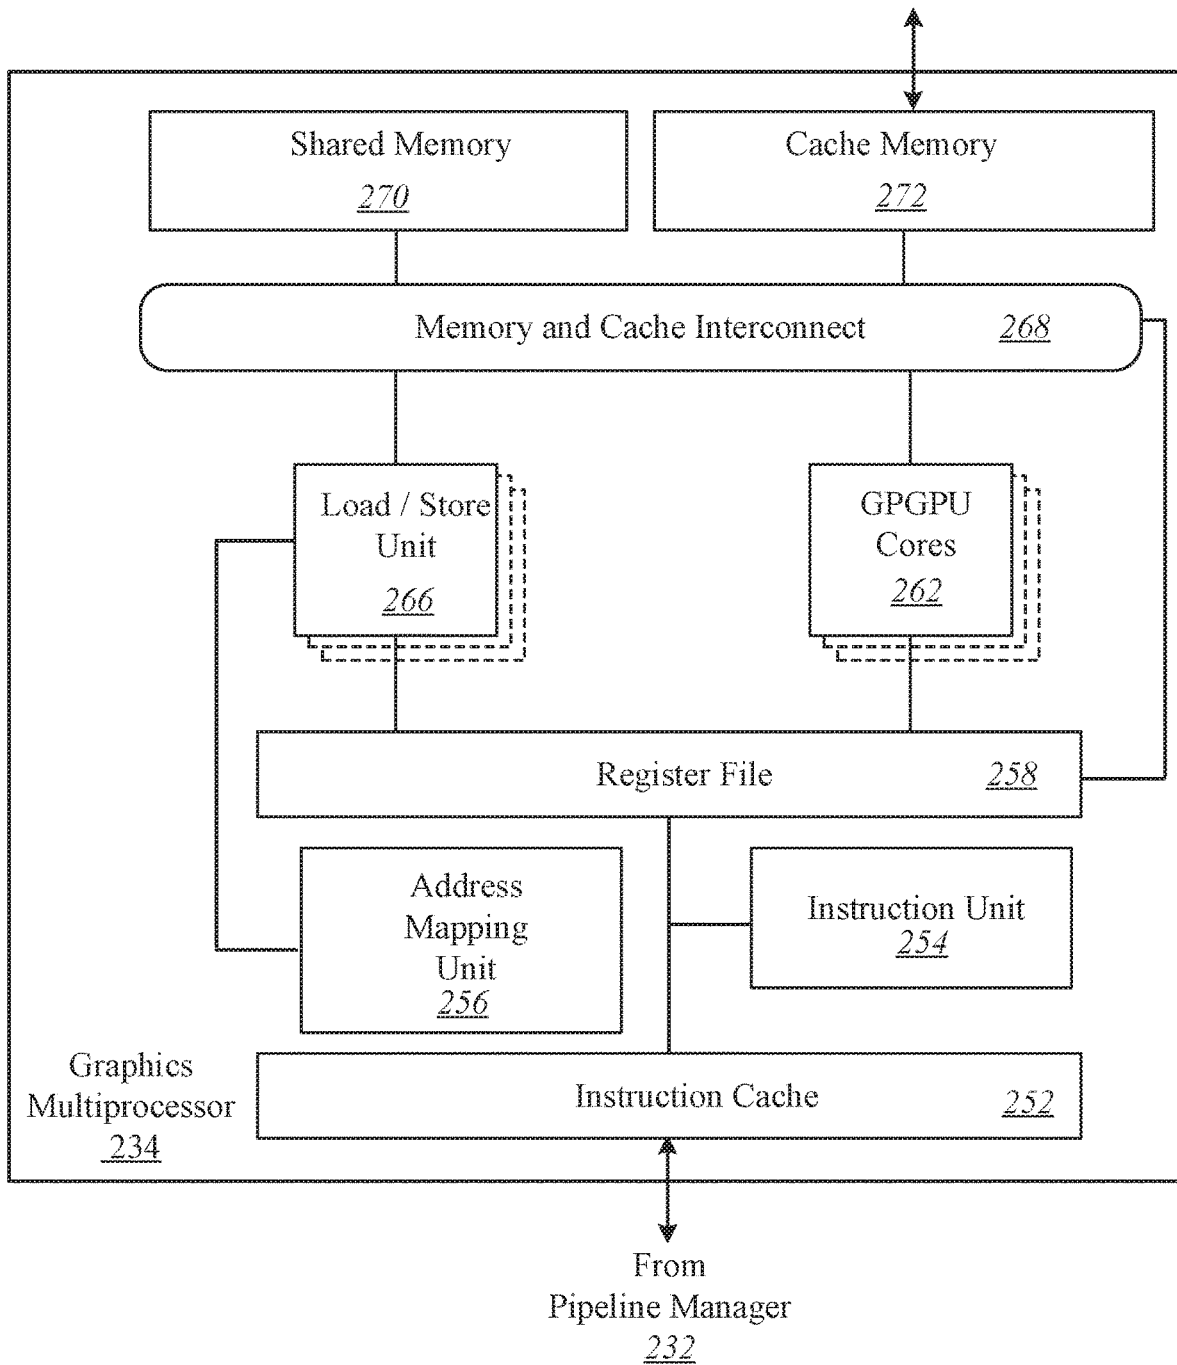 Shared Memory
270
Cache Memory
272
Memory and Cache Interconnect 268
Load / Store
Unit
266
GPGPU
Cores
262
Register File 258
Address
Mapping
Unit
256
Instruction Unit
254
Graphics
Multiprocessor
234
Instruction Cache 252
From
Pipeline Manager
232